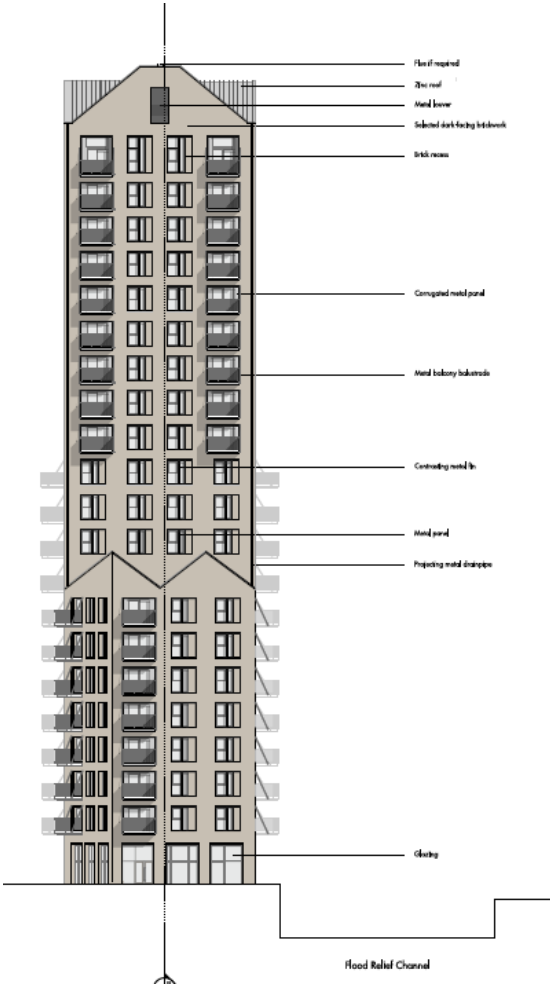 Flue if required
Zinc roof
Metal louver
Selected dark facing brickwork
Brick recess
Corrugated metal panel
Metal balcony balustrade
Contrasting metal fin
Metal panel
Projecting metal drainpipe
Glazing
Flood Relief Channel